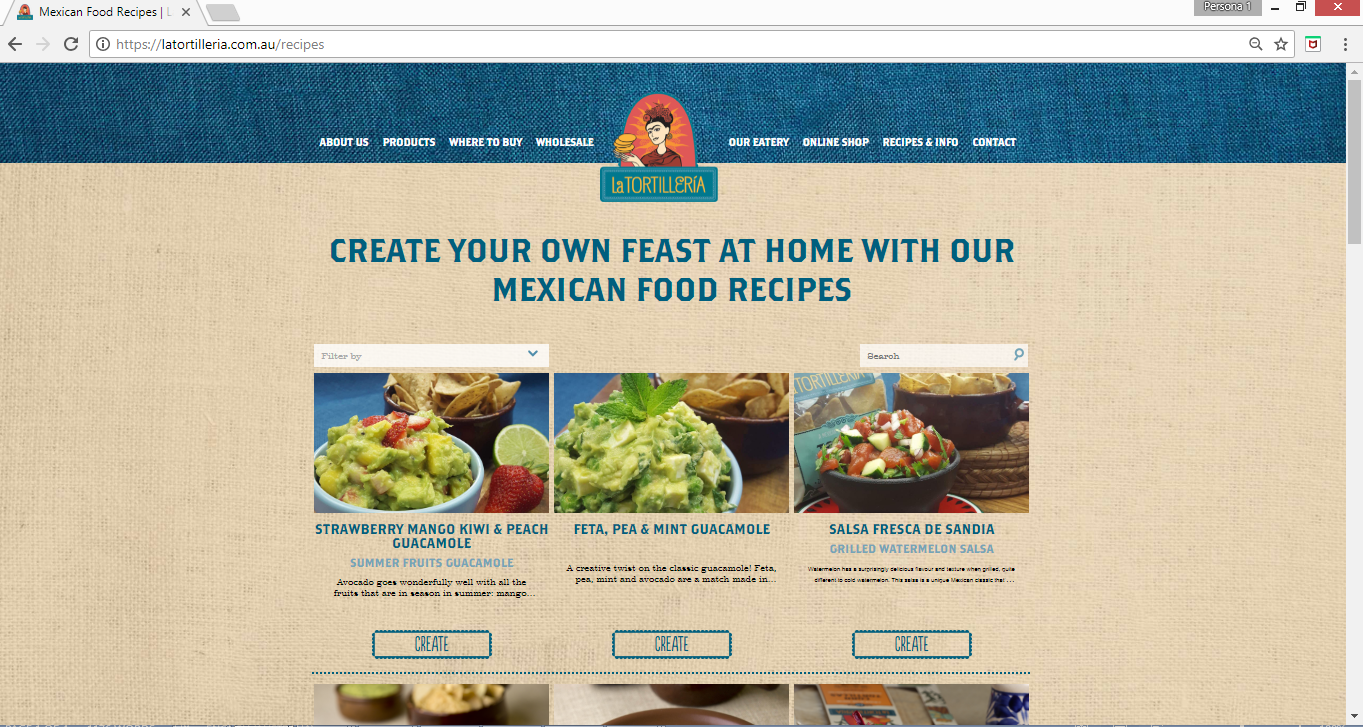 Mexican Food Recipes | L
Persona 1
https://latortilleria.com.au/recipes
ABOUT US PRODUCTS WHERE TO BUY WHOLESALE OUR EATERY ONLINE SHOP RECIPES & INFO CONTACT
La TORTILLERÍA
CREATE YOUR OWN FEAST AT HOME WITH OUR
MEXICAN FOOD RECIPES
Filter by
Search
TORTILLERIA
STRAWBERRY MANGO KIWI & PEACH
GUACAMOLE
SUMMER FRUITS GUACAMOLE
Avocado goes wonderfully well with all the
fruits that are in season in summer: mango...
CREATE
FETA, PEA & MINT GUACAMOLE
A creative twist on the classic guacamole! Feta,
pea, mint and avocado are a match made in...
CREATE
SALSA FRESCA DE SANDIA
GRILLED WATERMELON SALSA
Watermelon has a surprisingly delicious flavour and texture when grilled, quite
different to cold watermelon. This salsa is a unique Mexican classic that ...
CREATE